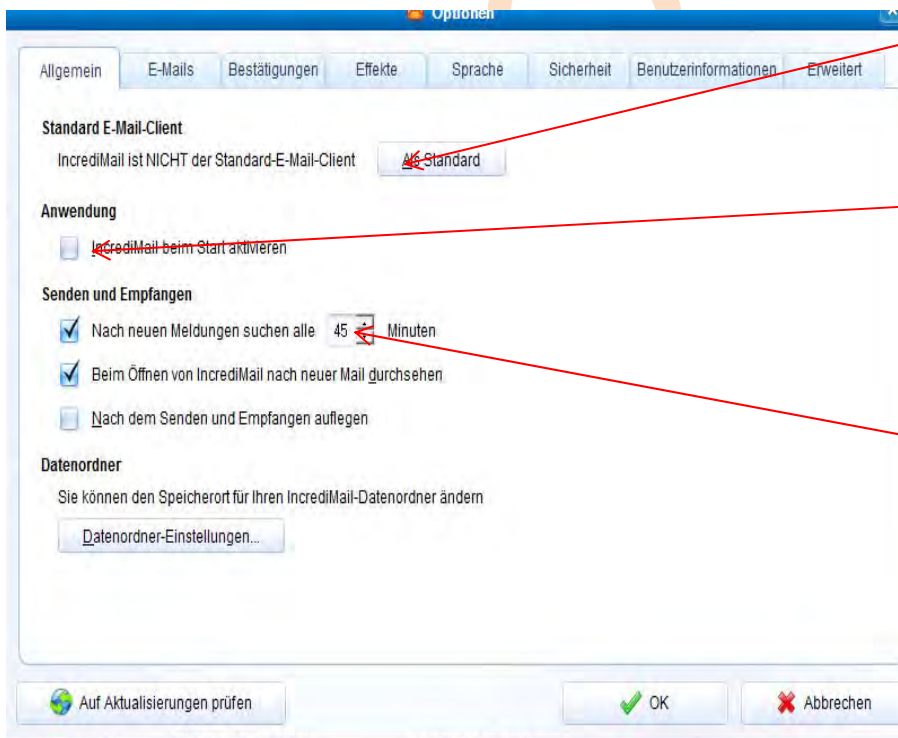 Optionen
Allgemein E-Mails Bestätigungen Effekte Sprache Sicherheit Benutzerinformationen Erweitert
Standard E-Mail-Client
IncrediMail ist NICHT der Standard-E-Mail-Client Als Standard
Anwendung
IncrediMail beim Start aktivieren
Senden und Empfangen
Nach neuen Meldungen suchen alle 45 Minuten
Beim Öffnen von IncrediMail nach neuer Mail durchsehen
Nach dem Senden und Empfangen auflegen
Datenordner
Sie können den Speicherort für Ihren IncrediMail-Datenordner ändern
Datenordner-Einstellungen...
Auf Aktualisierungen prüfen OK Abbrechen